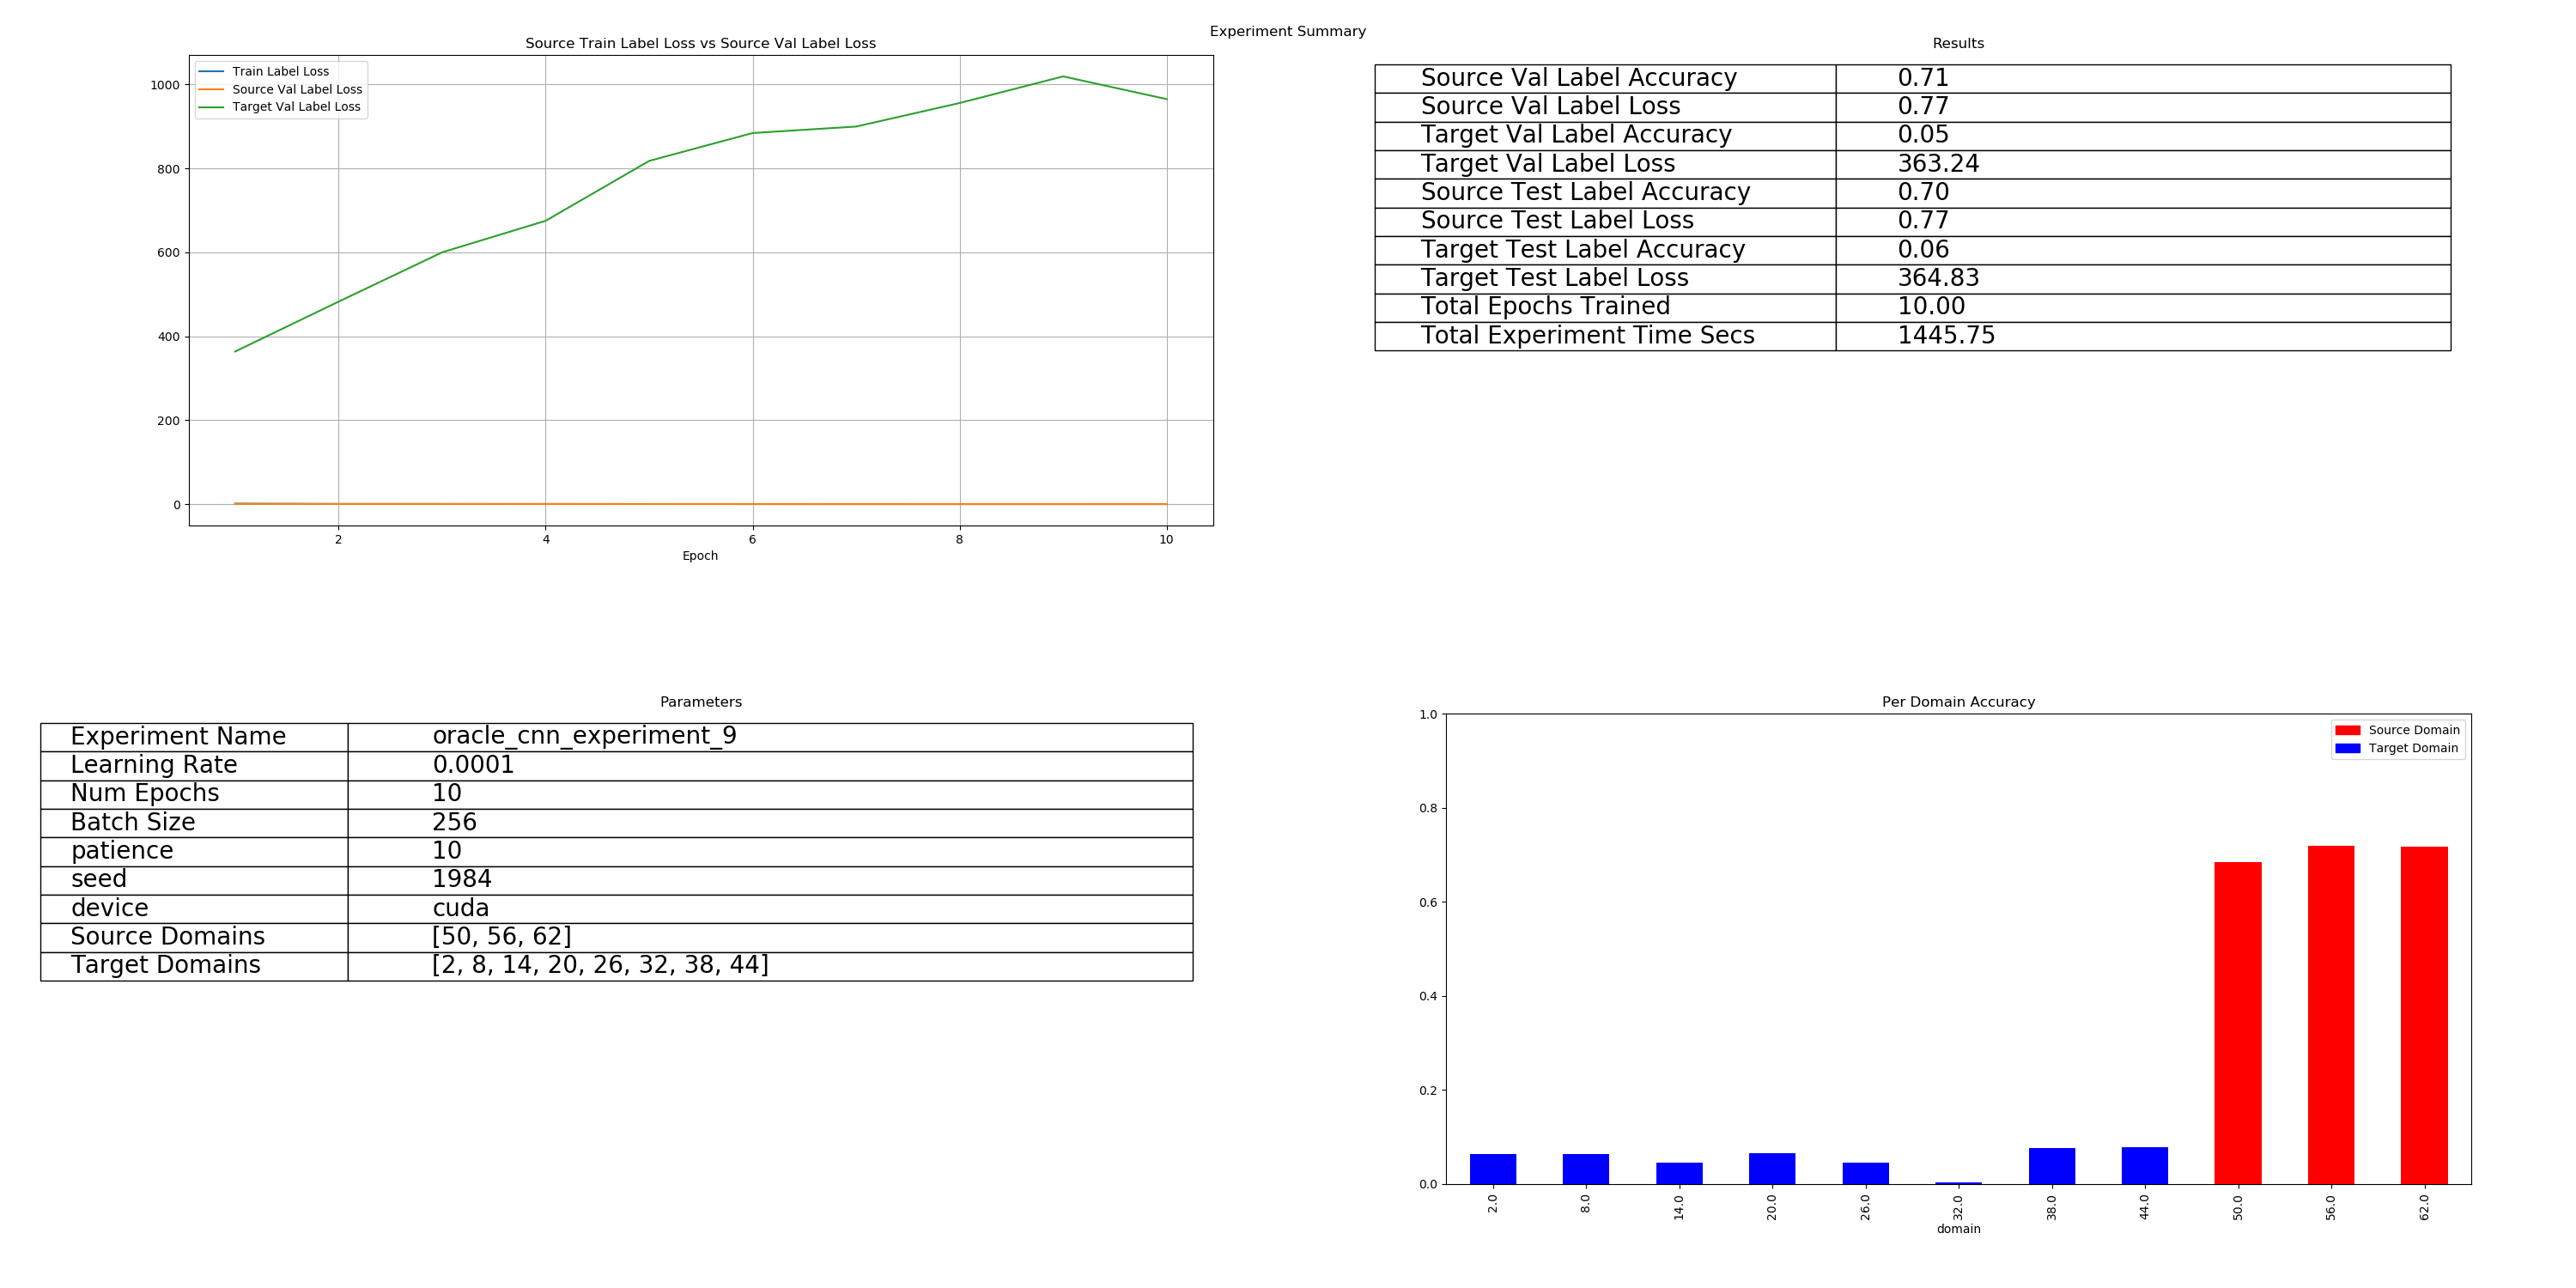 Experiment Summary
Source Train Label Loss vs Source Val Label Loss
Train Label Loss
Source Val Label Loss
Target Val Label Loss
1000
800
600
400
200
0
2 4 6 8 10
Epoch
Results
Source Val Label Accuracy 0.71
Source Val Label Loss 0.77
Target Val Label Accuracy 0.05
Target Val Label Loss 363.24
Source Test Label Accuracy 0.70
Source Test Label Loss 0.77
Target Test Label Accuracy 0.06
Target Test Label Loss 364.83
Total Epochs Trained 10.00
Total Experiment Time Secs 1445.75
Parameters
Experiment Name oracle_cnn_experiment_9
Learning Rate 0.0001
Num Epochs 10
Batch Size 256
patience 10
seed 1984
device cuda
Source Domains [50, 56, 62]
Target Domains [2, 8, 14, 20, 26, 32, 38, 44]
Per Domain Accuracy
Source Domain
Target Domain
1.0
0.8
0.6
0.4
0.2
0.0
2.0 8.0 14.0 20.0 26.0 32.0 38.0 44.0 50.0 56.0 62.0
domain